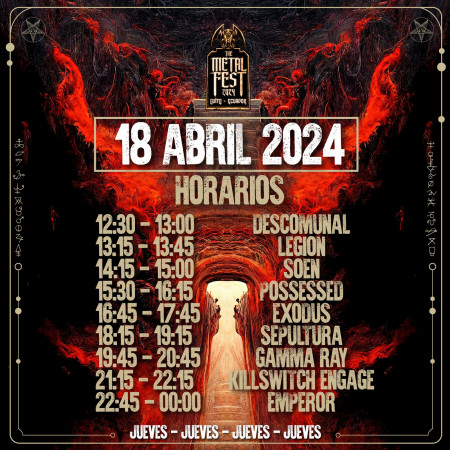 THE
METAL
FEST
2024
QUITO - ECUADOR
18 ABRIL 2024
HORARIOS
12:30 - 13:00 DESCOMUNAL
13:15 - 13:45 LEGION
14:15 - 15:00 SOEN
15:30 - 16:15 POSSESSED
16:45 - 17:45 EXODUS
18:15 - 19:15 SEPULTURA
19:45 - 20:45 GAMMA RAY
21:15 - 22:15 KILLSWITCH ENGAGE
22:45 - 00:00 EMPEROR
JUEVES - JUEVES - JUEVES - JUEVES